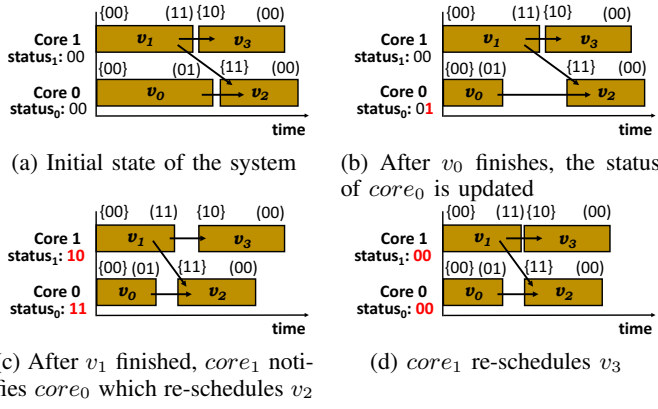 {00} (11) {10} (00)
Core 1 v₁ v₃
status₁: 00
{00} (01) {11} (00)
Core 0 v₀ v₂
status₀: 00
time
(a) Initial state of the system
{00} (11) {10} (00)
Core 1 v₁ v₃
status₁: 00
{00} (01) {11} (00)
Core 0 v₀ v₂
status₀: 01
time
(b) After v₀ finishes, the status
of core₀ is updated
{00} (11) {10} (00)
Core 1 v₁ v₃
status₁: 10
{00} (01) {11} (00)
Core 0 v₀ v₂
status₀: 11
time
(c) After v₁ finished, core₁ noti-
fies core₀ which re-schedules v₂
{00} (11) {10} (00)
Core 1 v₁ v₃
status₁: 00
{00} (01) {11} (00)
Core 0 v₀ v₂
status₀: 00
time
(d) core₁ re-schedules v₃